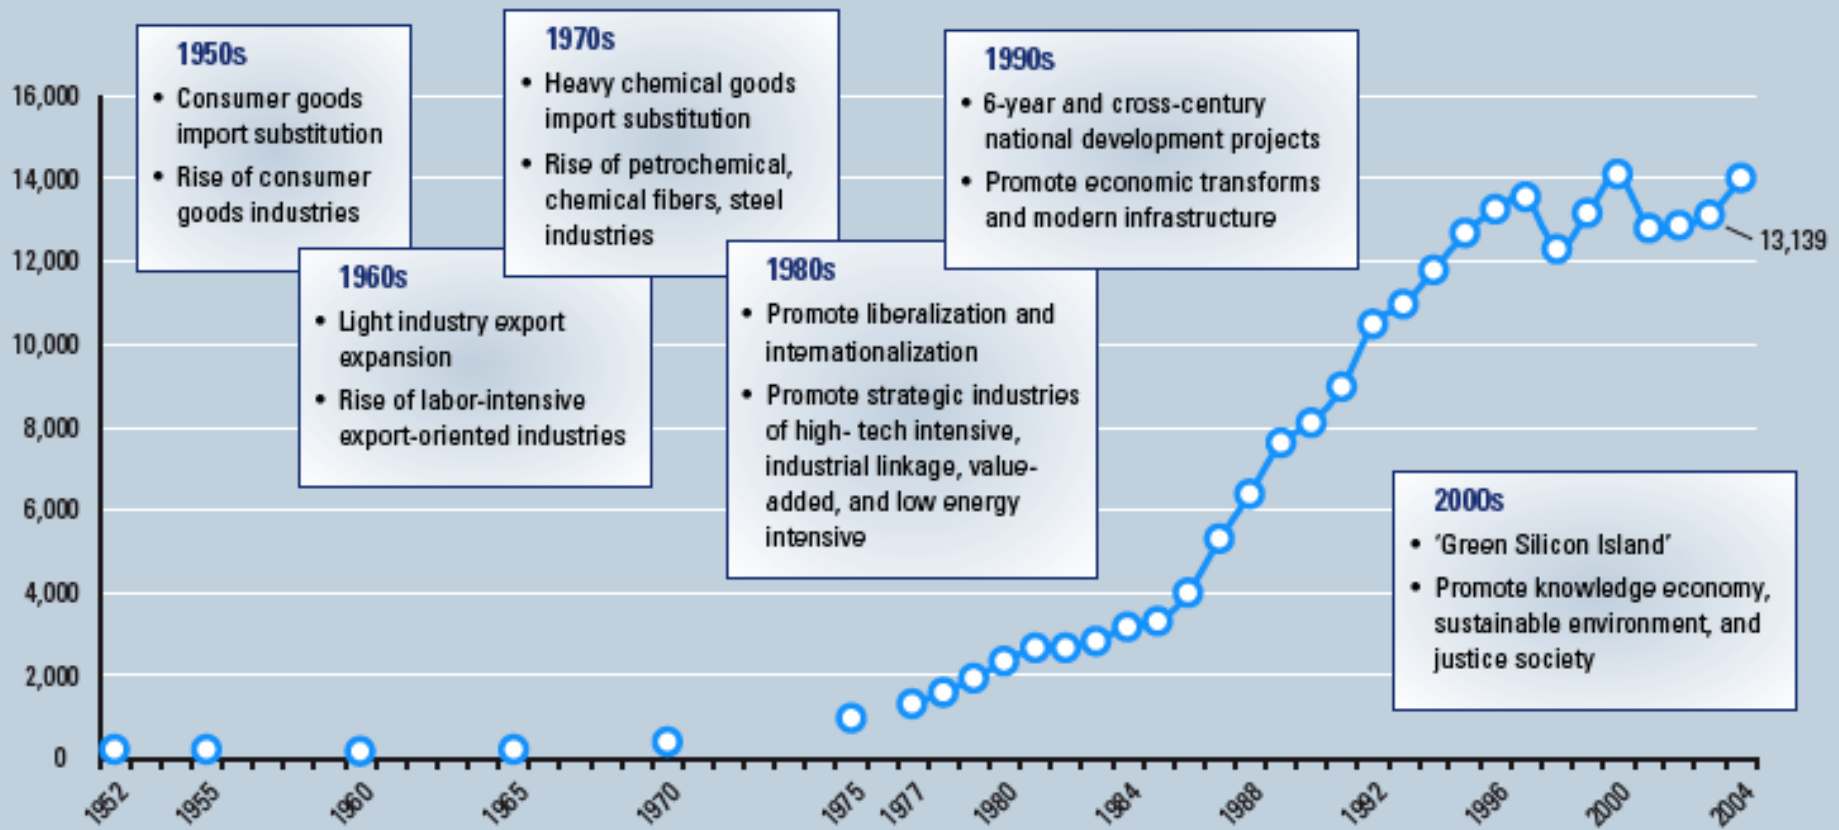 1950s
• Consumer goods
import substitution
• Rise of consumer
goods industries
1960s
• Light industry export
expansion
• Rise of labor-intensive
export-oriented industries
1970s
• Heavy chemical goods
import substitution
• Rise of petrochemical,
chemical fibers, steel
industries
1980s
• Promote liberalization and
internationalization
• Promote strategic industries
of high- tech intensive,
industrial linkage, value-
added, and low energy
intensive
1990s
• 6-year and cross-century
national development projects
• Promote economic transforms
and modern infrastructure
2000s
• ‘Green Silicon Island’
• Promote knowledge economy,
sustainable environment, and
justice society
16,000
14,000
12,000
10,000
8,000
6,000
4,000
2,000
0
13,139
1952 1955 1960 1965 1970 1975 1977 1980 1984 1988 1992 1996 2000 2004